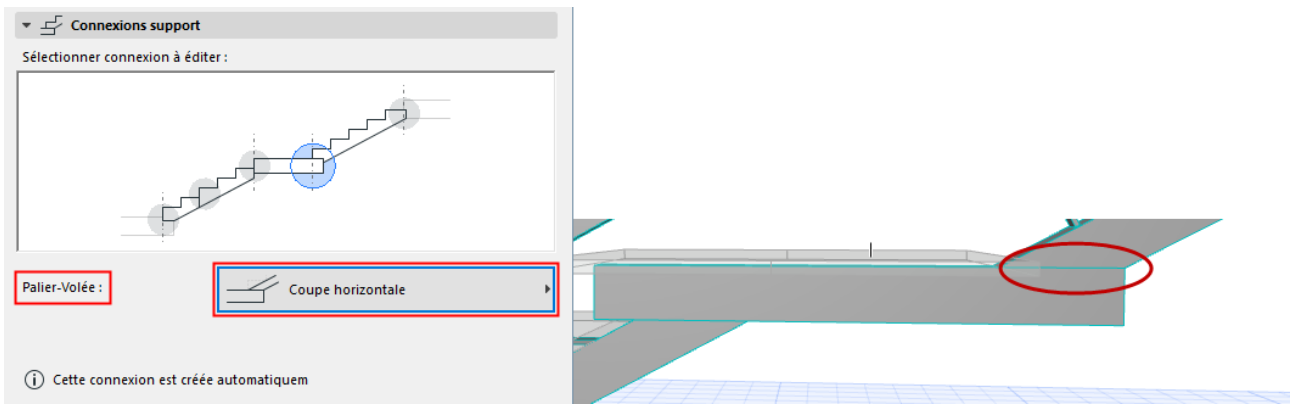 Connexions support
Sélectionner connexion à éditer :
Palier-Volée :
Coupe horizontale
Cette connexion est créée automatiquem